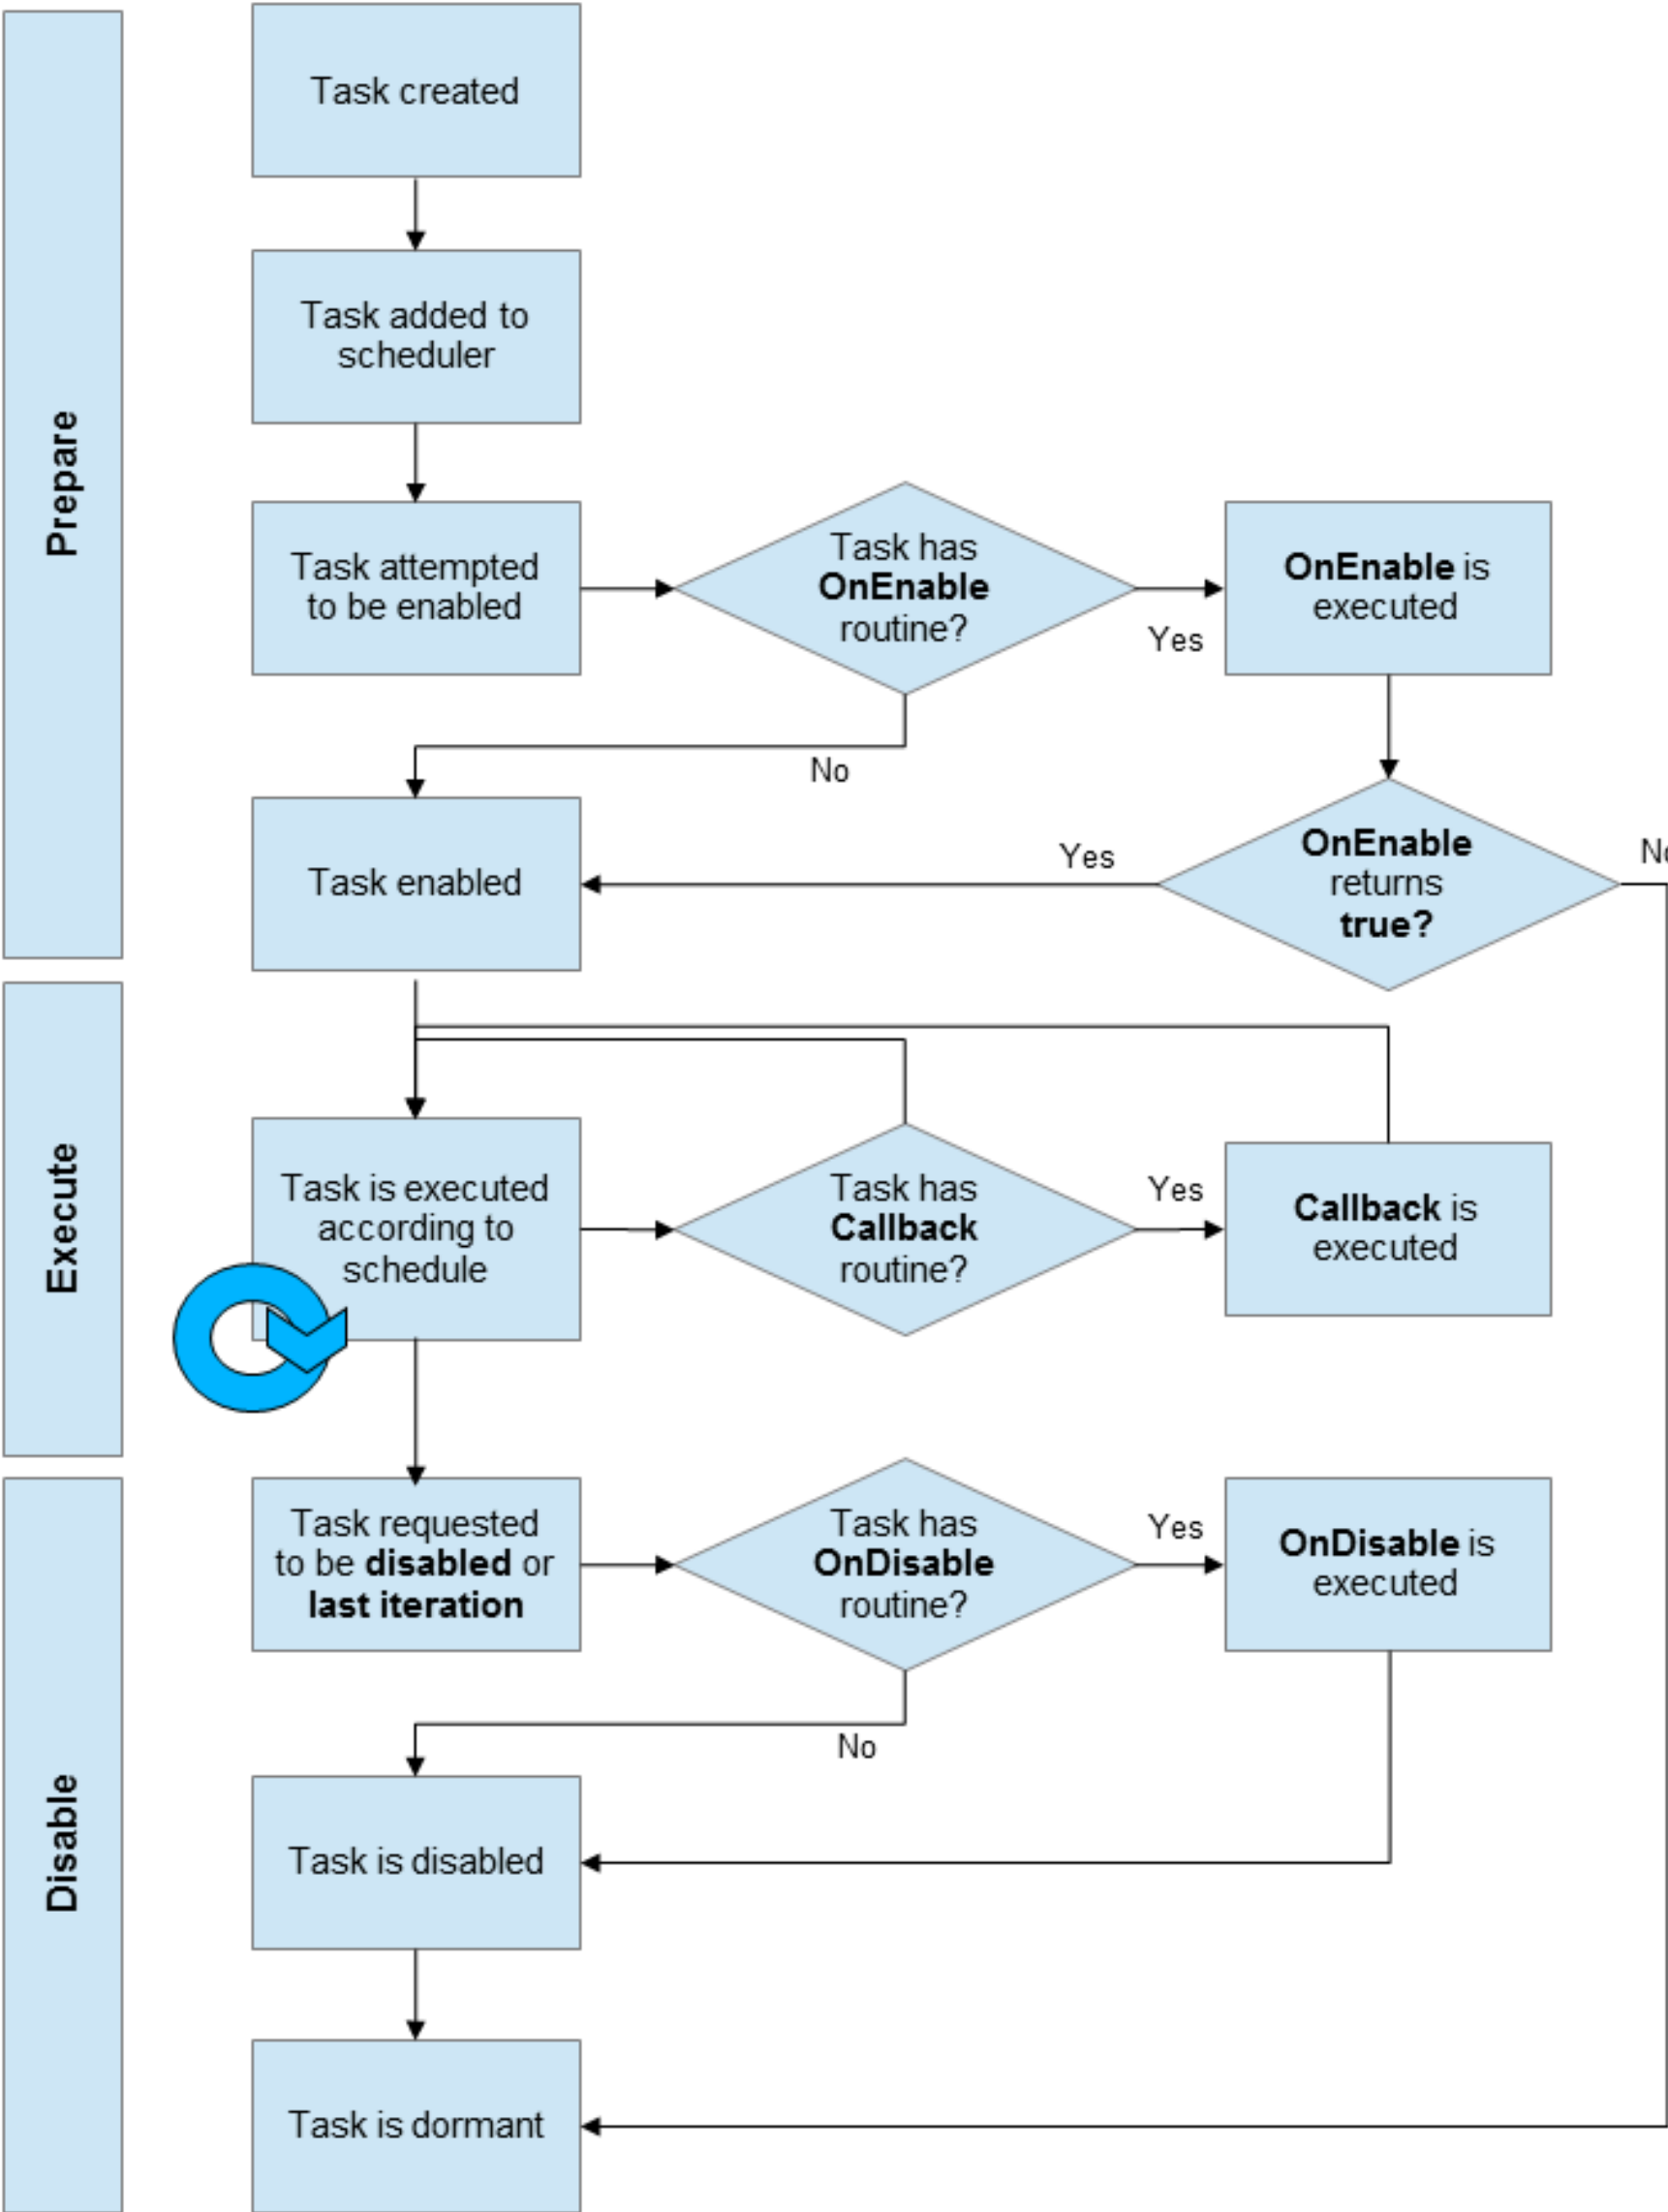 Prepare
Task created
Task added to
scheduler
Task attempted
to be enabled
Task has
OnEnable
routine?
Yes
OnEnable is
executed
No
Task enabled
Yes
OnEnable
returns
true?
No
Execute
Task is executed
according to
schedule
Task has
Callback
routine?
Yes
Callback is
executed
Disable
Task requested
to be disabled or
last iteration
Task has
OnDisable
routine?
Yes
OnDisable is
executed
No
Task is disabled
Task is dormant